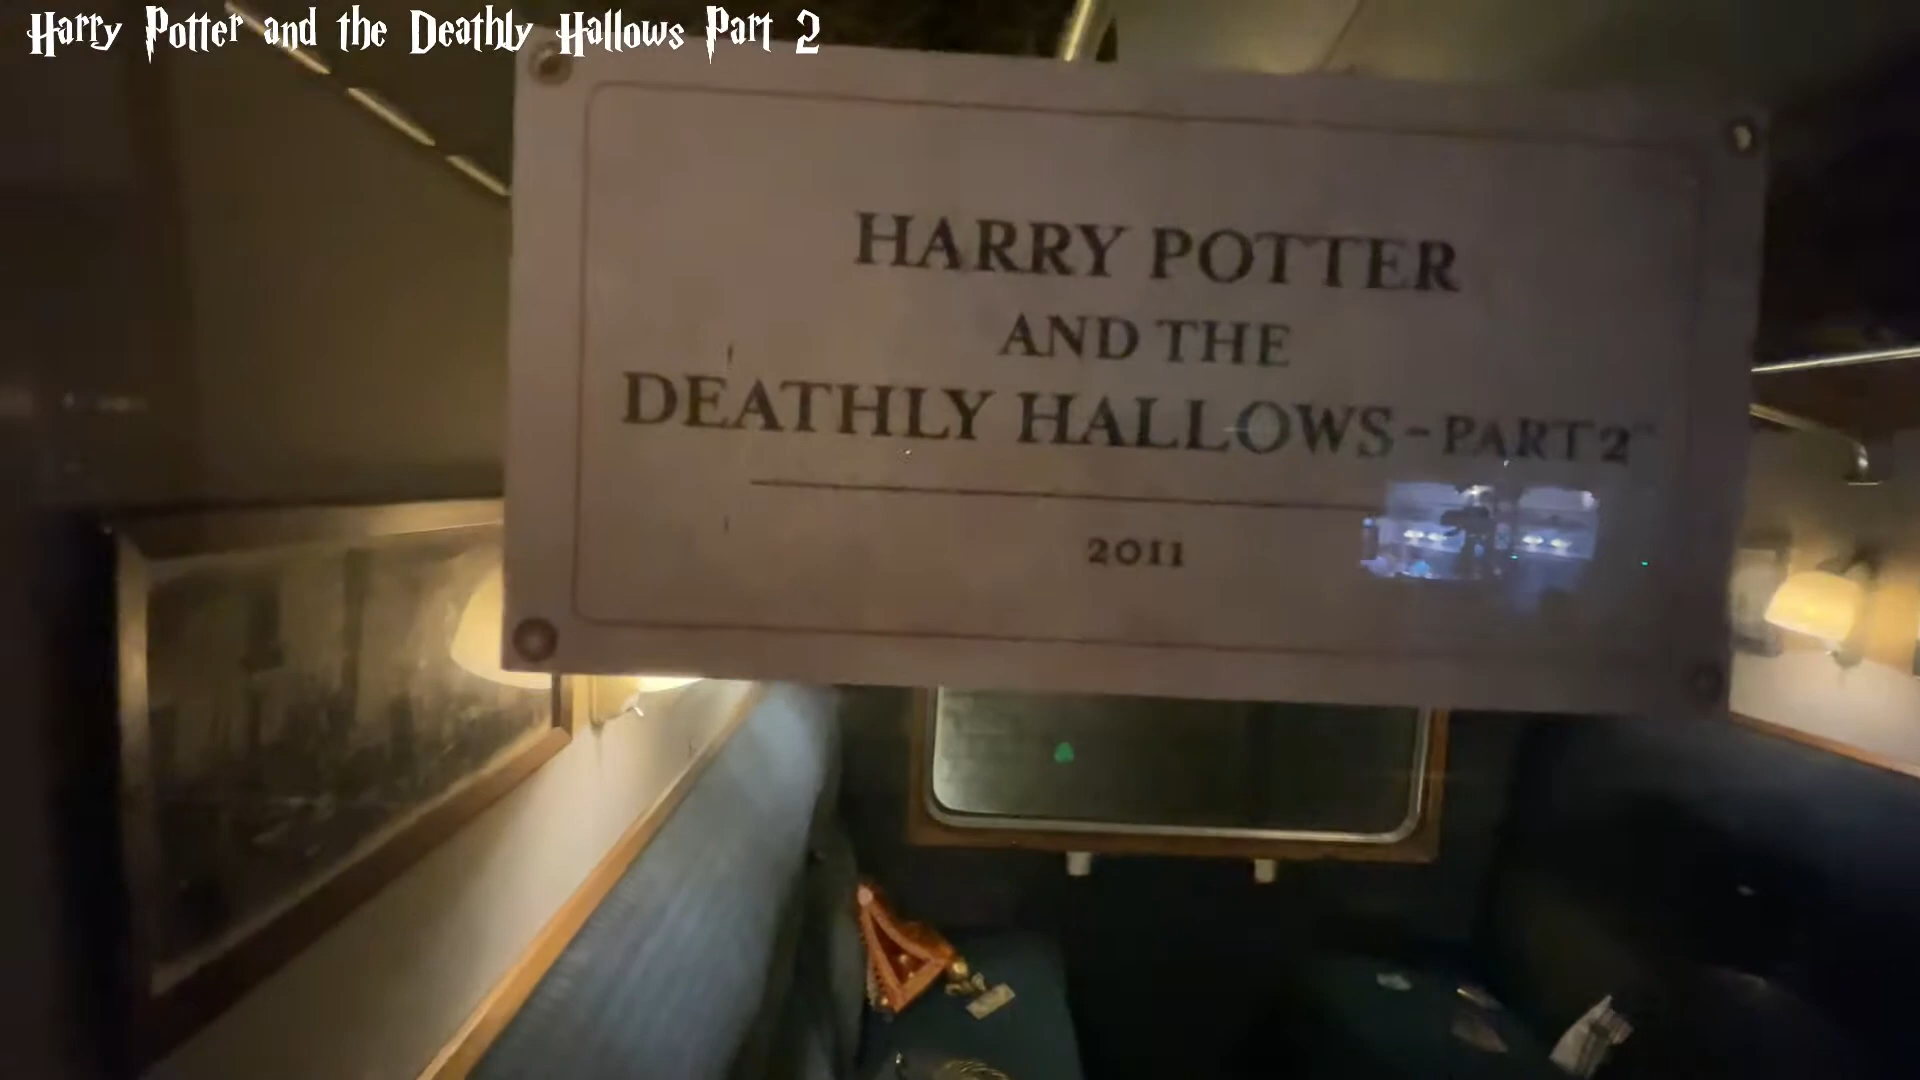 Harry Potter and the Deathly Hallows Part 2
HARRY POTTER
AND THE
DEATHLY HALLOWS - PART 2
2011